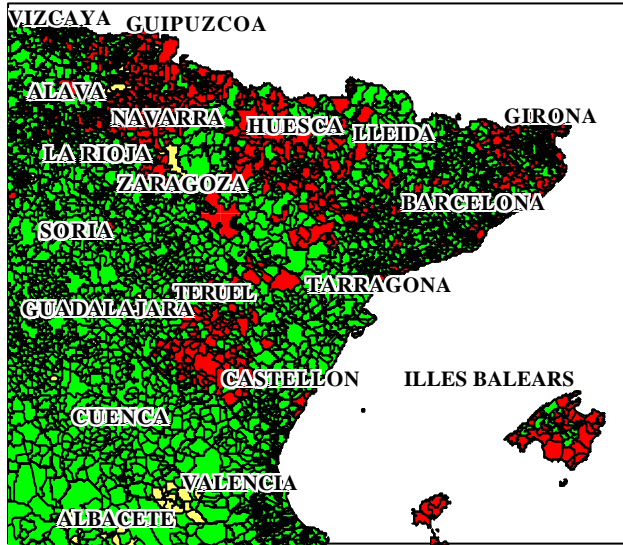 VIZCAYA
GUIPUZCOA
ALAVA
NAVARRA
HUESCA
LLEIDA
GIRONA
LA RIOJA
ZARAGOZA
BARCELONA
SORIA
TERUEL
TARRAGONA
GUADALAJARA
CASTELLON
ILLES BALEARS
CUENCA
VALENCIA
ALBACETE